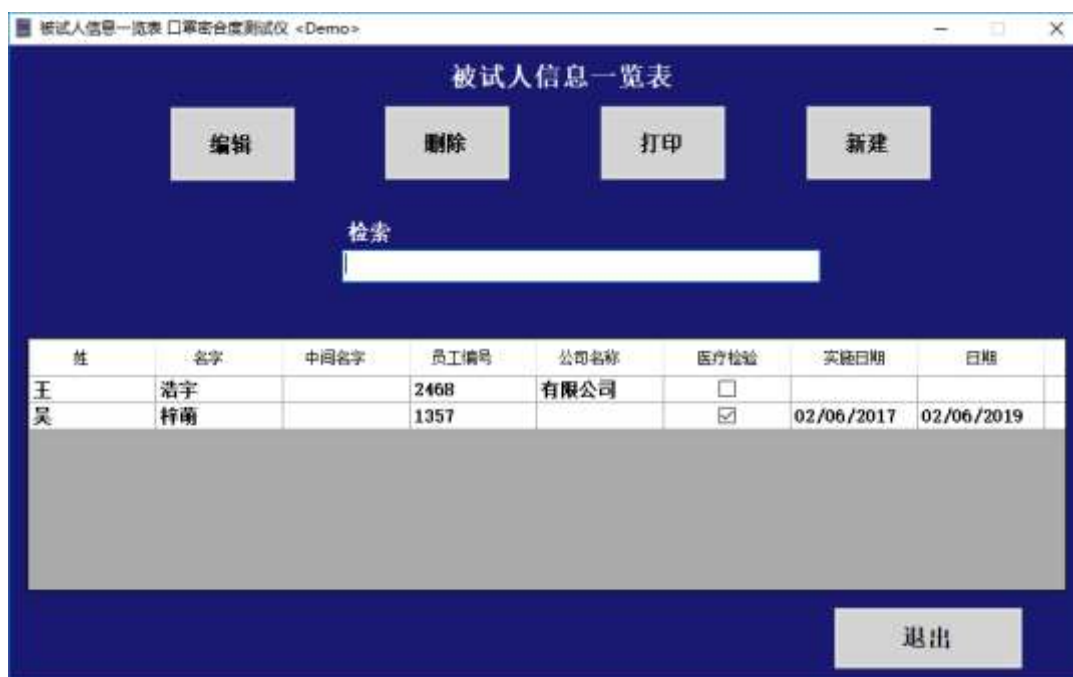 被试人信息一览表 口罩密合度测试仪 <Demo>
被试人信息一览表
编辑 删除 打印 新建
检索
姓 名字 中间名字 员工编号 公司名称 医疗检验 实施日期 日期
王 浩宇 2468 有限公司
吴 梓萌 1357 02/06/2017 02/06/2019
退出